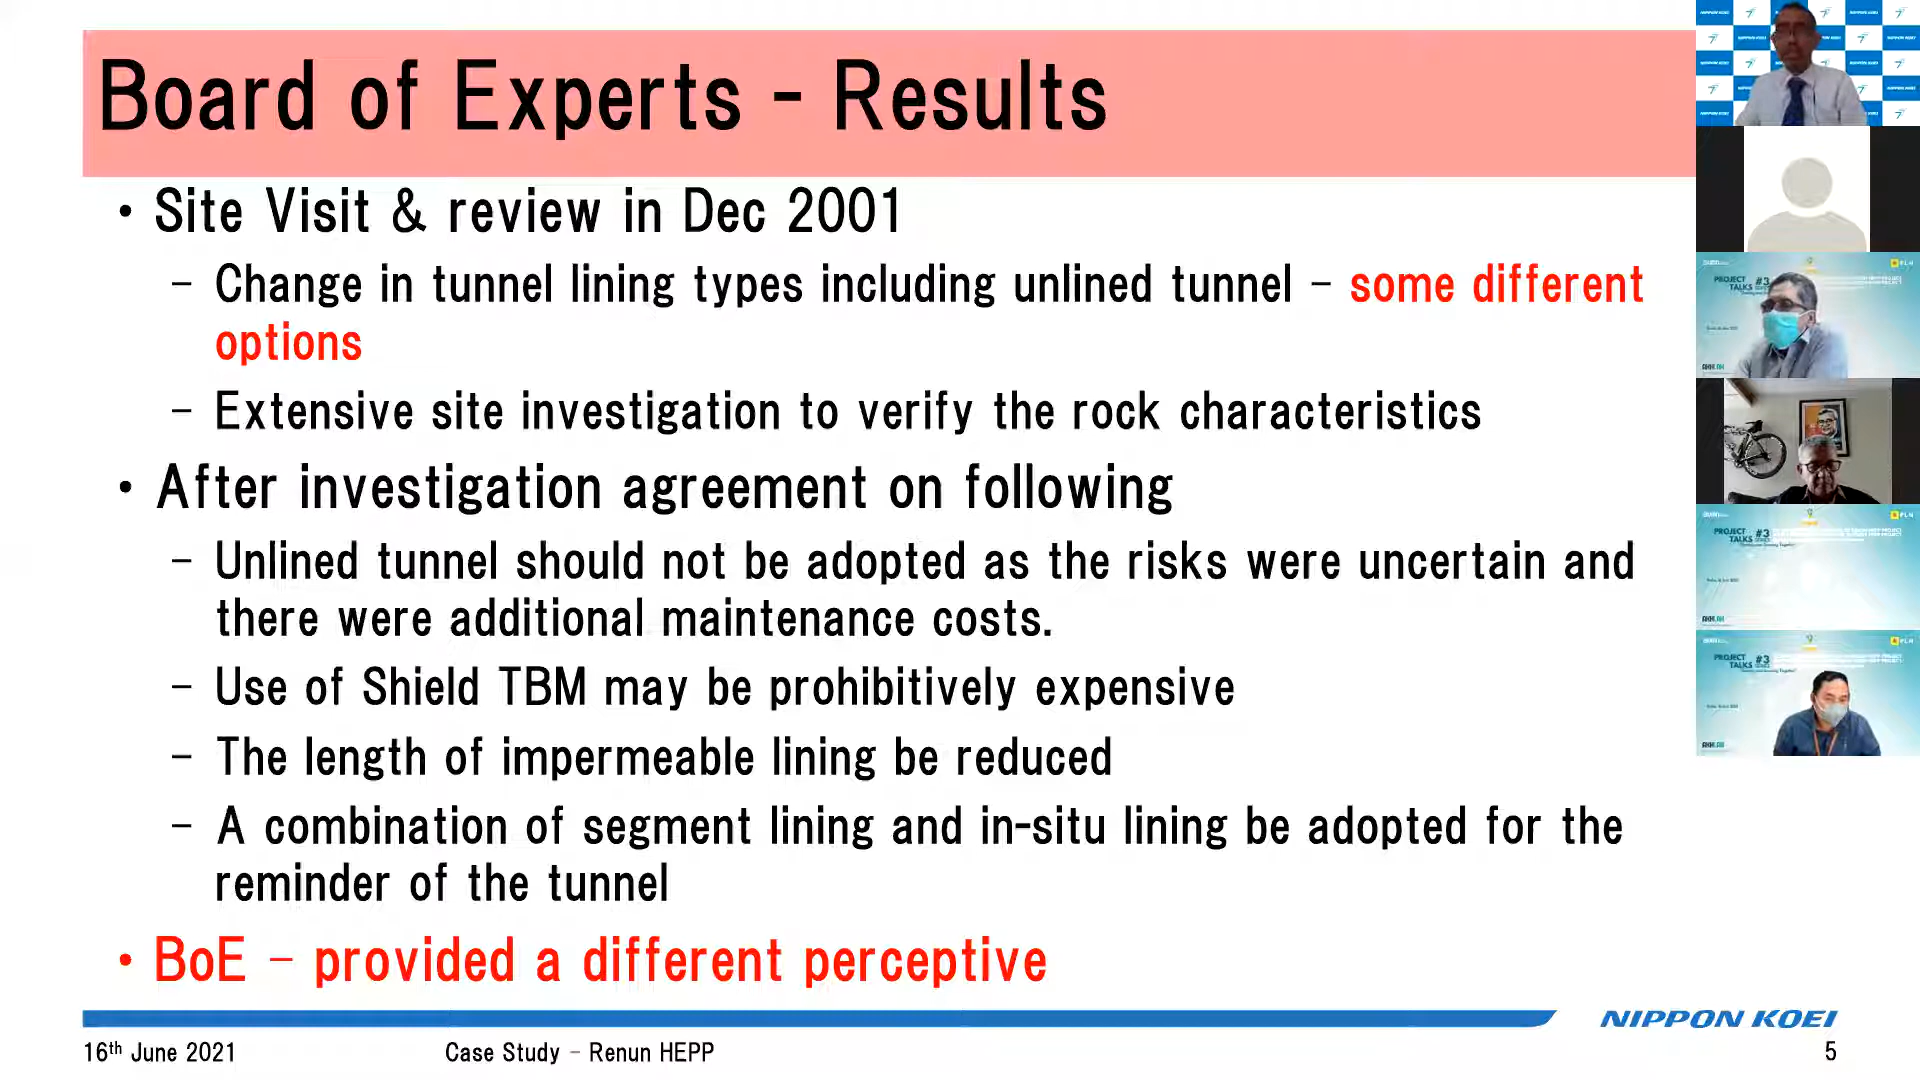 Board of Experts - Results
• Site Visit & review in Dec 2001
– Change in tunnel lining types including unlined tunnel – some different
options
– Extensive site investigation to verify the rock characteristics
• After investigation agreement on following
– Unlined tunnel should not be adopted as the risks were uncertain and
there were additional maintenance costs.
– Use of Shield TBM may be prohibitively expensive
– The length of impermeable lining be reduced
– A combination of segment lining and in-situ lining be adopted for the
reminder of the tunnel
• BoE – provided a different perceptive
NIPPON KOEI
16th June 2021
Case Study – Renun HEPP
5
NIPPON KOEI
PROJECT
TALKS #3
PLN
PROJECT
TALKS #3
PLN
PROJECT
TALKS #3
PLN